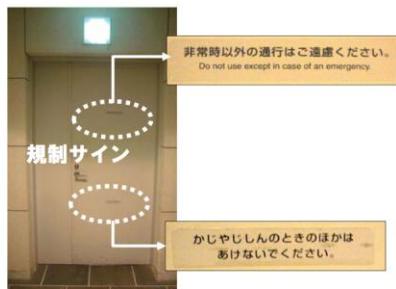 非常時以外の通行はご遠慮ください。
Do not use except in case of an emergency.
規制サイン
かじやじしんのときのほかは
あけないでください。